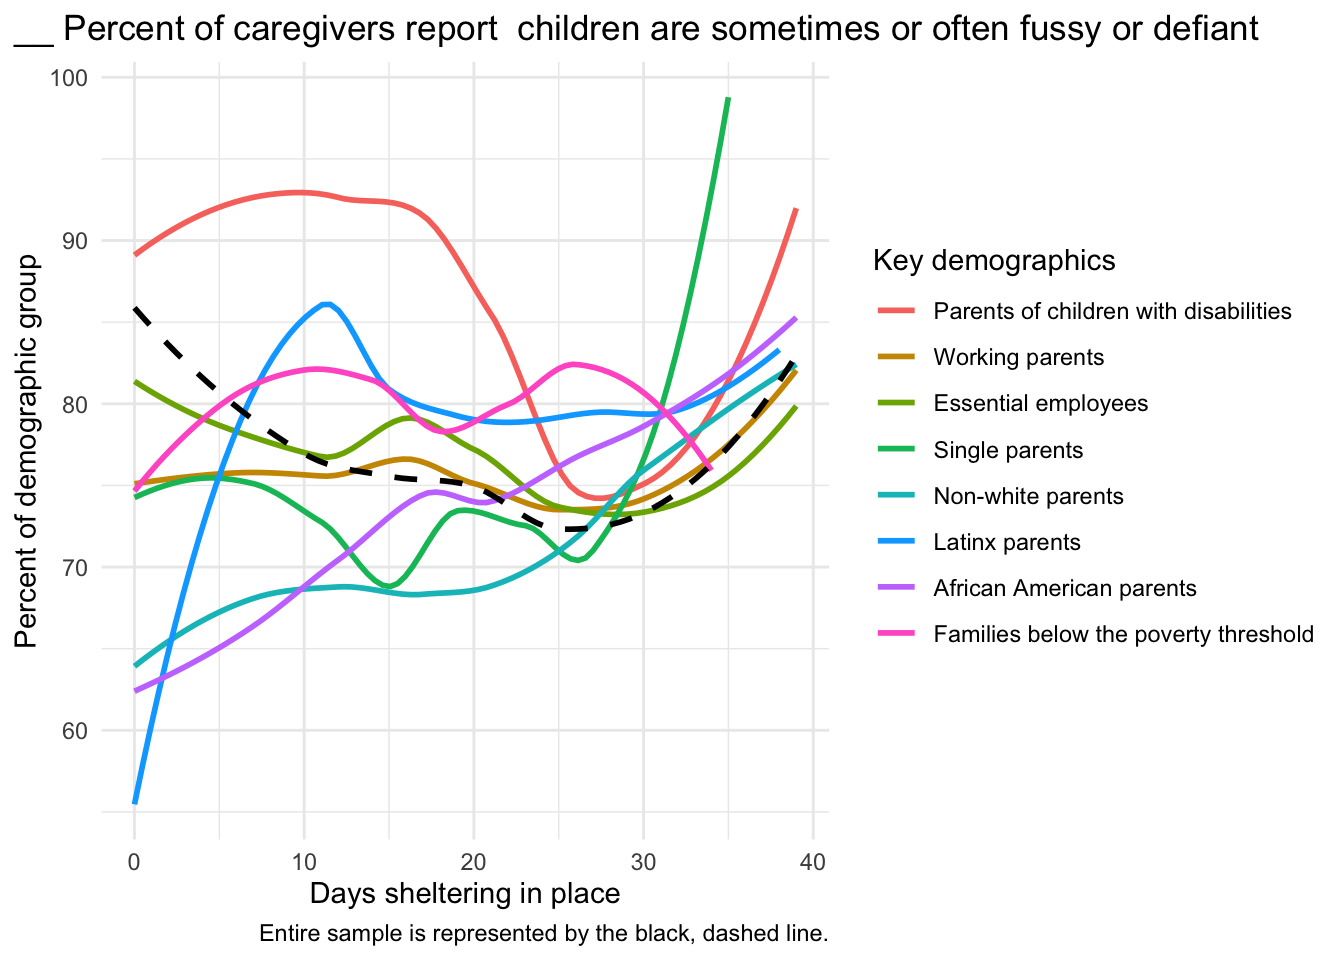 __ Percent of caregivers report  children are sometimes or often fussy or defiant
100
90
80
70
60
Percent of demographic group
0 10 20 30 40
Days sheltering in place
Entire sample is represented by the black, dashed line.
Key demographics
Parents of children with disabilities
Working parents
Essential employees
Single parents
Non-white parents
Latinx parents
African American parents
Families below the poverty threshold